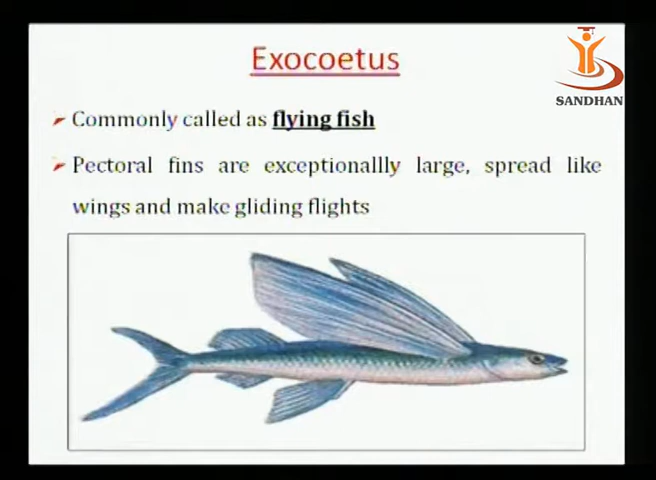 Exocoetus
SANDHAN
Commonly called as flying fish
Pectoral fins are exceptionallly large, spread like
wings and make gliding flights